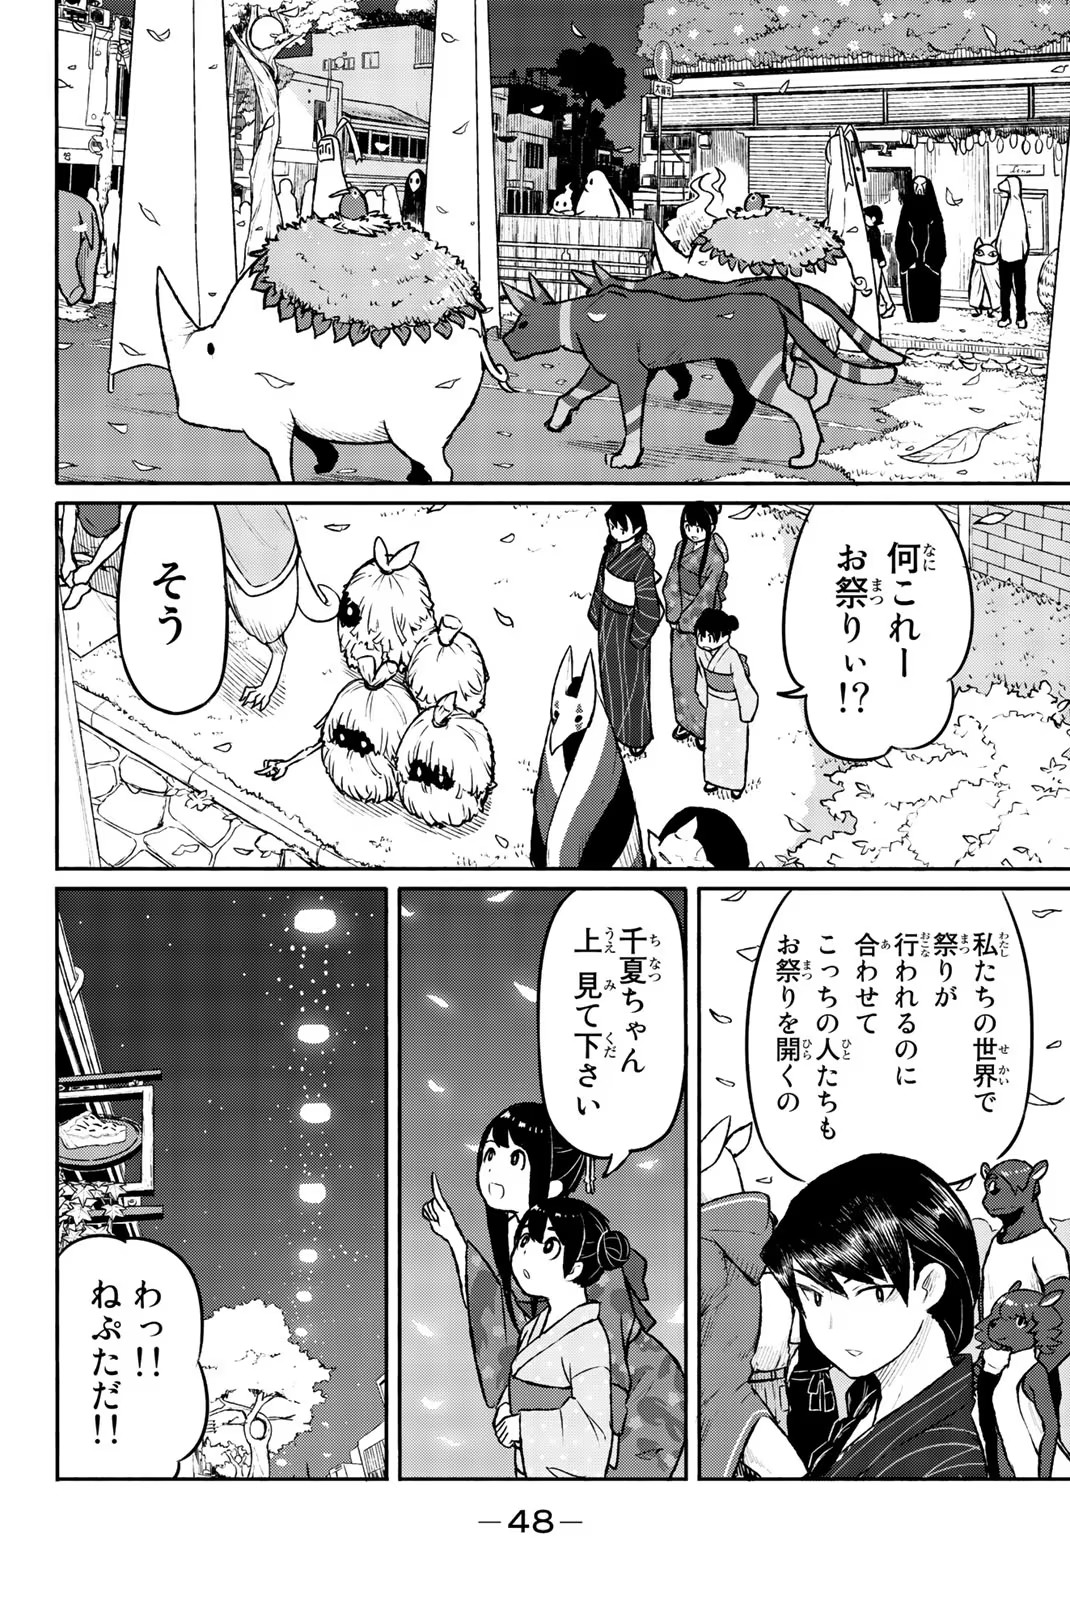 何これー
お祭りぃ!?
そう
私たちの世界で
祭りが
行われるのに
合わせて
こっちの人たちも
お祭りを開くの
千夏ちゃん
上 見て下さい
わっ!!
ねぷただ!!
—48—